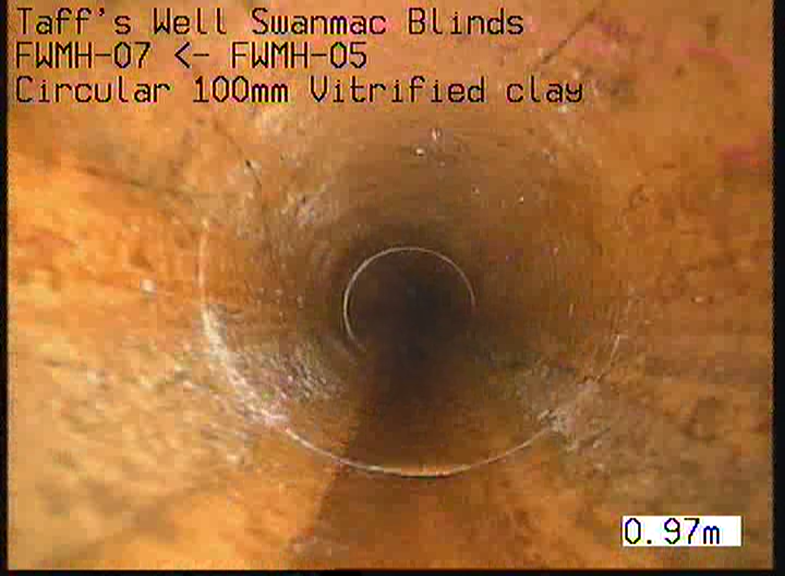 Taff's Well Swanmac Blinds
FWMH-07 <- FWMH-05
Circular 100mm Vitrified clay
0.97m